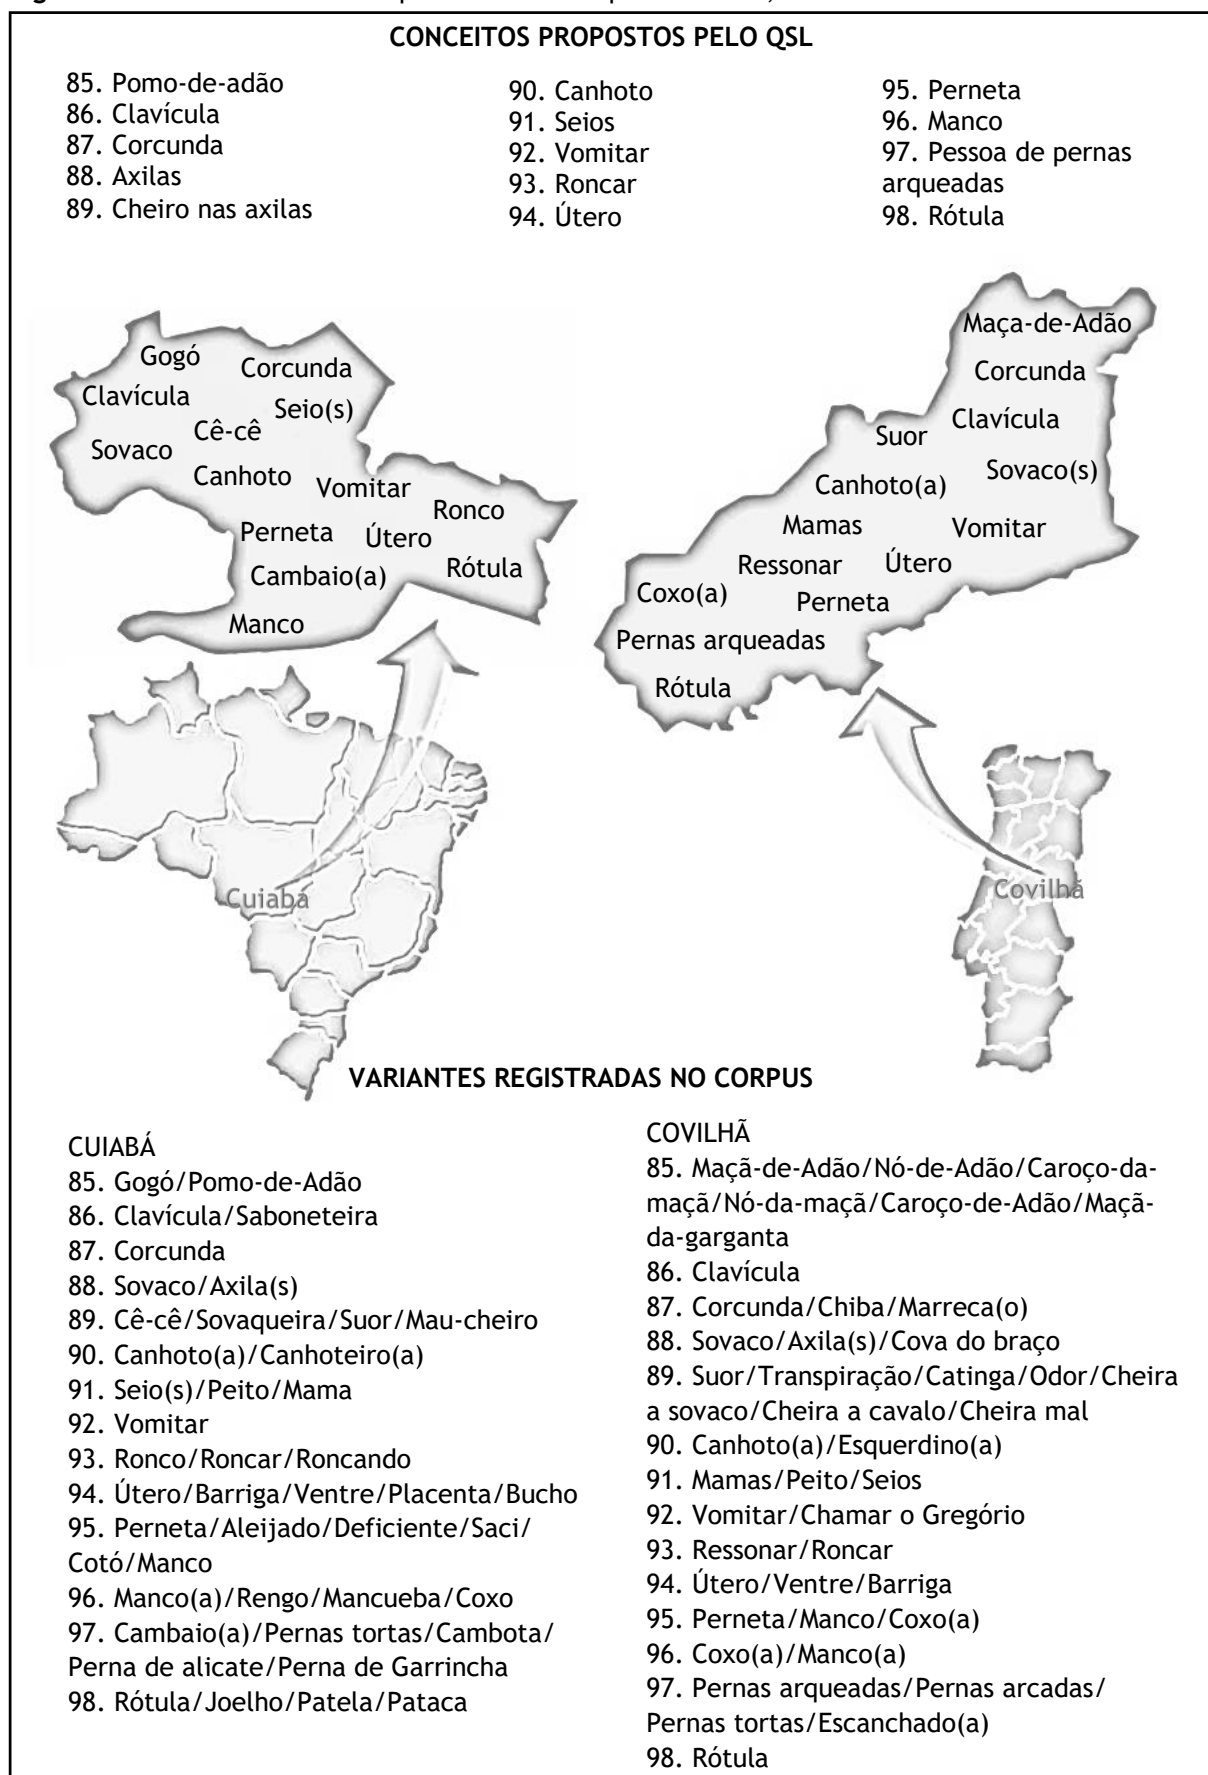 CONCEITOS PROPOSTOS PELO QSL
85. Pomo-de-adão
86. Clavícula
87. Corcunda
88. Axilas
89. Cheiro nas axilas
90. Canhoto
91. Seios
92. Vomitar
93. Roncar
94. Útero
95. Perneta
96. Manco
97. Pessoa de pernas
arqueadas
98. Rótula
Gogó
Corcunda
Clavícula
Seio(s)
Cê-cê
Sovaco
Canhoto
Vomitar
Ronco
Perneta
Útero
Cambaio(a)
Rótula
Manco
Maça-de-Adão
Corcunda
Clavícula
Suor
Sovaco(s)
Canhoto(a)
Mamas
Vomitar
Ressonar
Útero
Coxo(a)
Perneta
Pernas arqueadas
Rótula
Cuiabá
Covilhã
VARIANTES REGISTRADAS NO CORPUS
CUIABÁ
85. Gogó/Pomo-de-Adão
86. Clavícula/Saboneteira
87. Corcunda
88. Sovaco/Axila(s)
89. Cê-cê/Sovaqueira/Suor/Mau-cheiro
90. Canhoto(a)/Canhoteiro(a)
91. Seio(s)/Peito/Mama
92. Vomitar
93. Ronco/Roncar/Roncando
94. Útero/Barriga/Ventre/Placenta/Bucho
95. Perneta/Aleijado/Deficiente/Saci/
Cotó/Manco
96. Manco(a)/Rengo/Mancueba/Coxo
97. Cambaio(a)/Pernas tortas/Cambota/
Perna de alicate/Perna de Garrincha
98. Rótula/Joelho/Patela/Pataca
COVILHÃ
85. Maçã-de-Adão/Nó-de-Adão/Caroço-da-
maçã/Nó-da-maçã/Caroço-de-Adão/Maçã-
da-garganta
86. Clavícula
87. Corcunda/Chiba/Marreca(o)
88. Sovaco/Axila(s)/Cova do braço
89. Suor/Transpiração/Catinga/Odor/Cheira
a sovaco/Cheira a cavalo/Cheira mal
90. Canhoto(a)/Esquerdino(a)
91. Mamas/Peito/Seios
92. Vomitar/Chamar o Gregório
93. Ressonar/Roncar
94. Útero/Ventre/Barriga
95. Perneta/Manco/Coxo(a)
96. Coxo(a)/Manco(a)
97. Pernas arqueadas/Pernas arcadas/
Pernas tortas/Escanchado(a)
98. Rótula